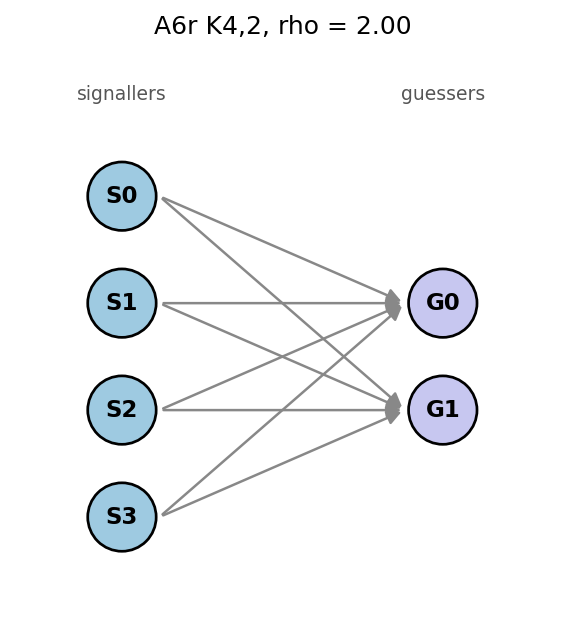 A6r K4,2, rho = 2.00
signallers guessers
S0
S1 G0
S2 G1
S3